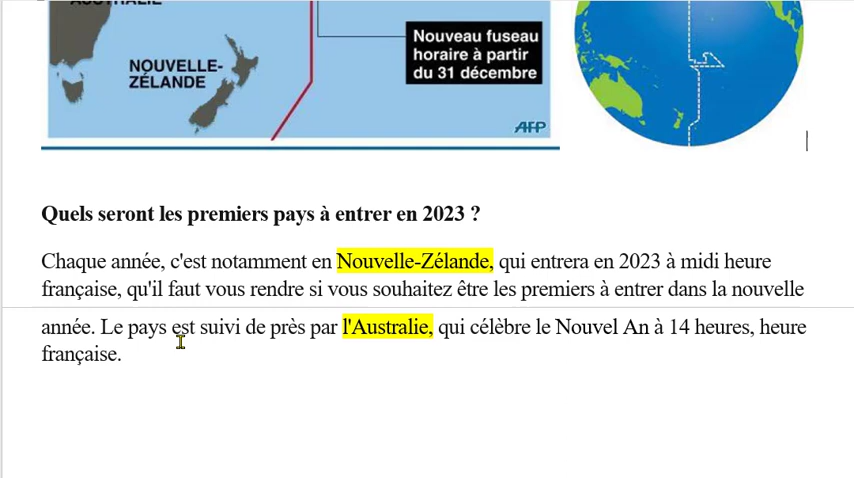 AUSTRALIE
Nouveau fuseau
horaire à partir
du 31 décembre
NOUVELLE-
ZÉLANDE
AFP
Quels seront les premiers pays à entrer en 2023 ?
Chaque année, c'est notamment en Nouvelle-Zélande, qui entrera en 2023 à midi heure
française, qu'il faut vous rendre si vous souhaitez être les premiers à entrer dans la nouvelle
année. Le pays est suivi de près par l'Australie, qui célèbre le Nouvel An à 14 heures, heure
française.